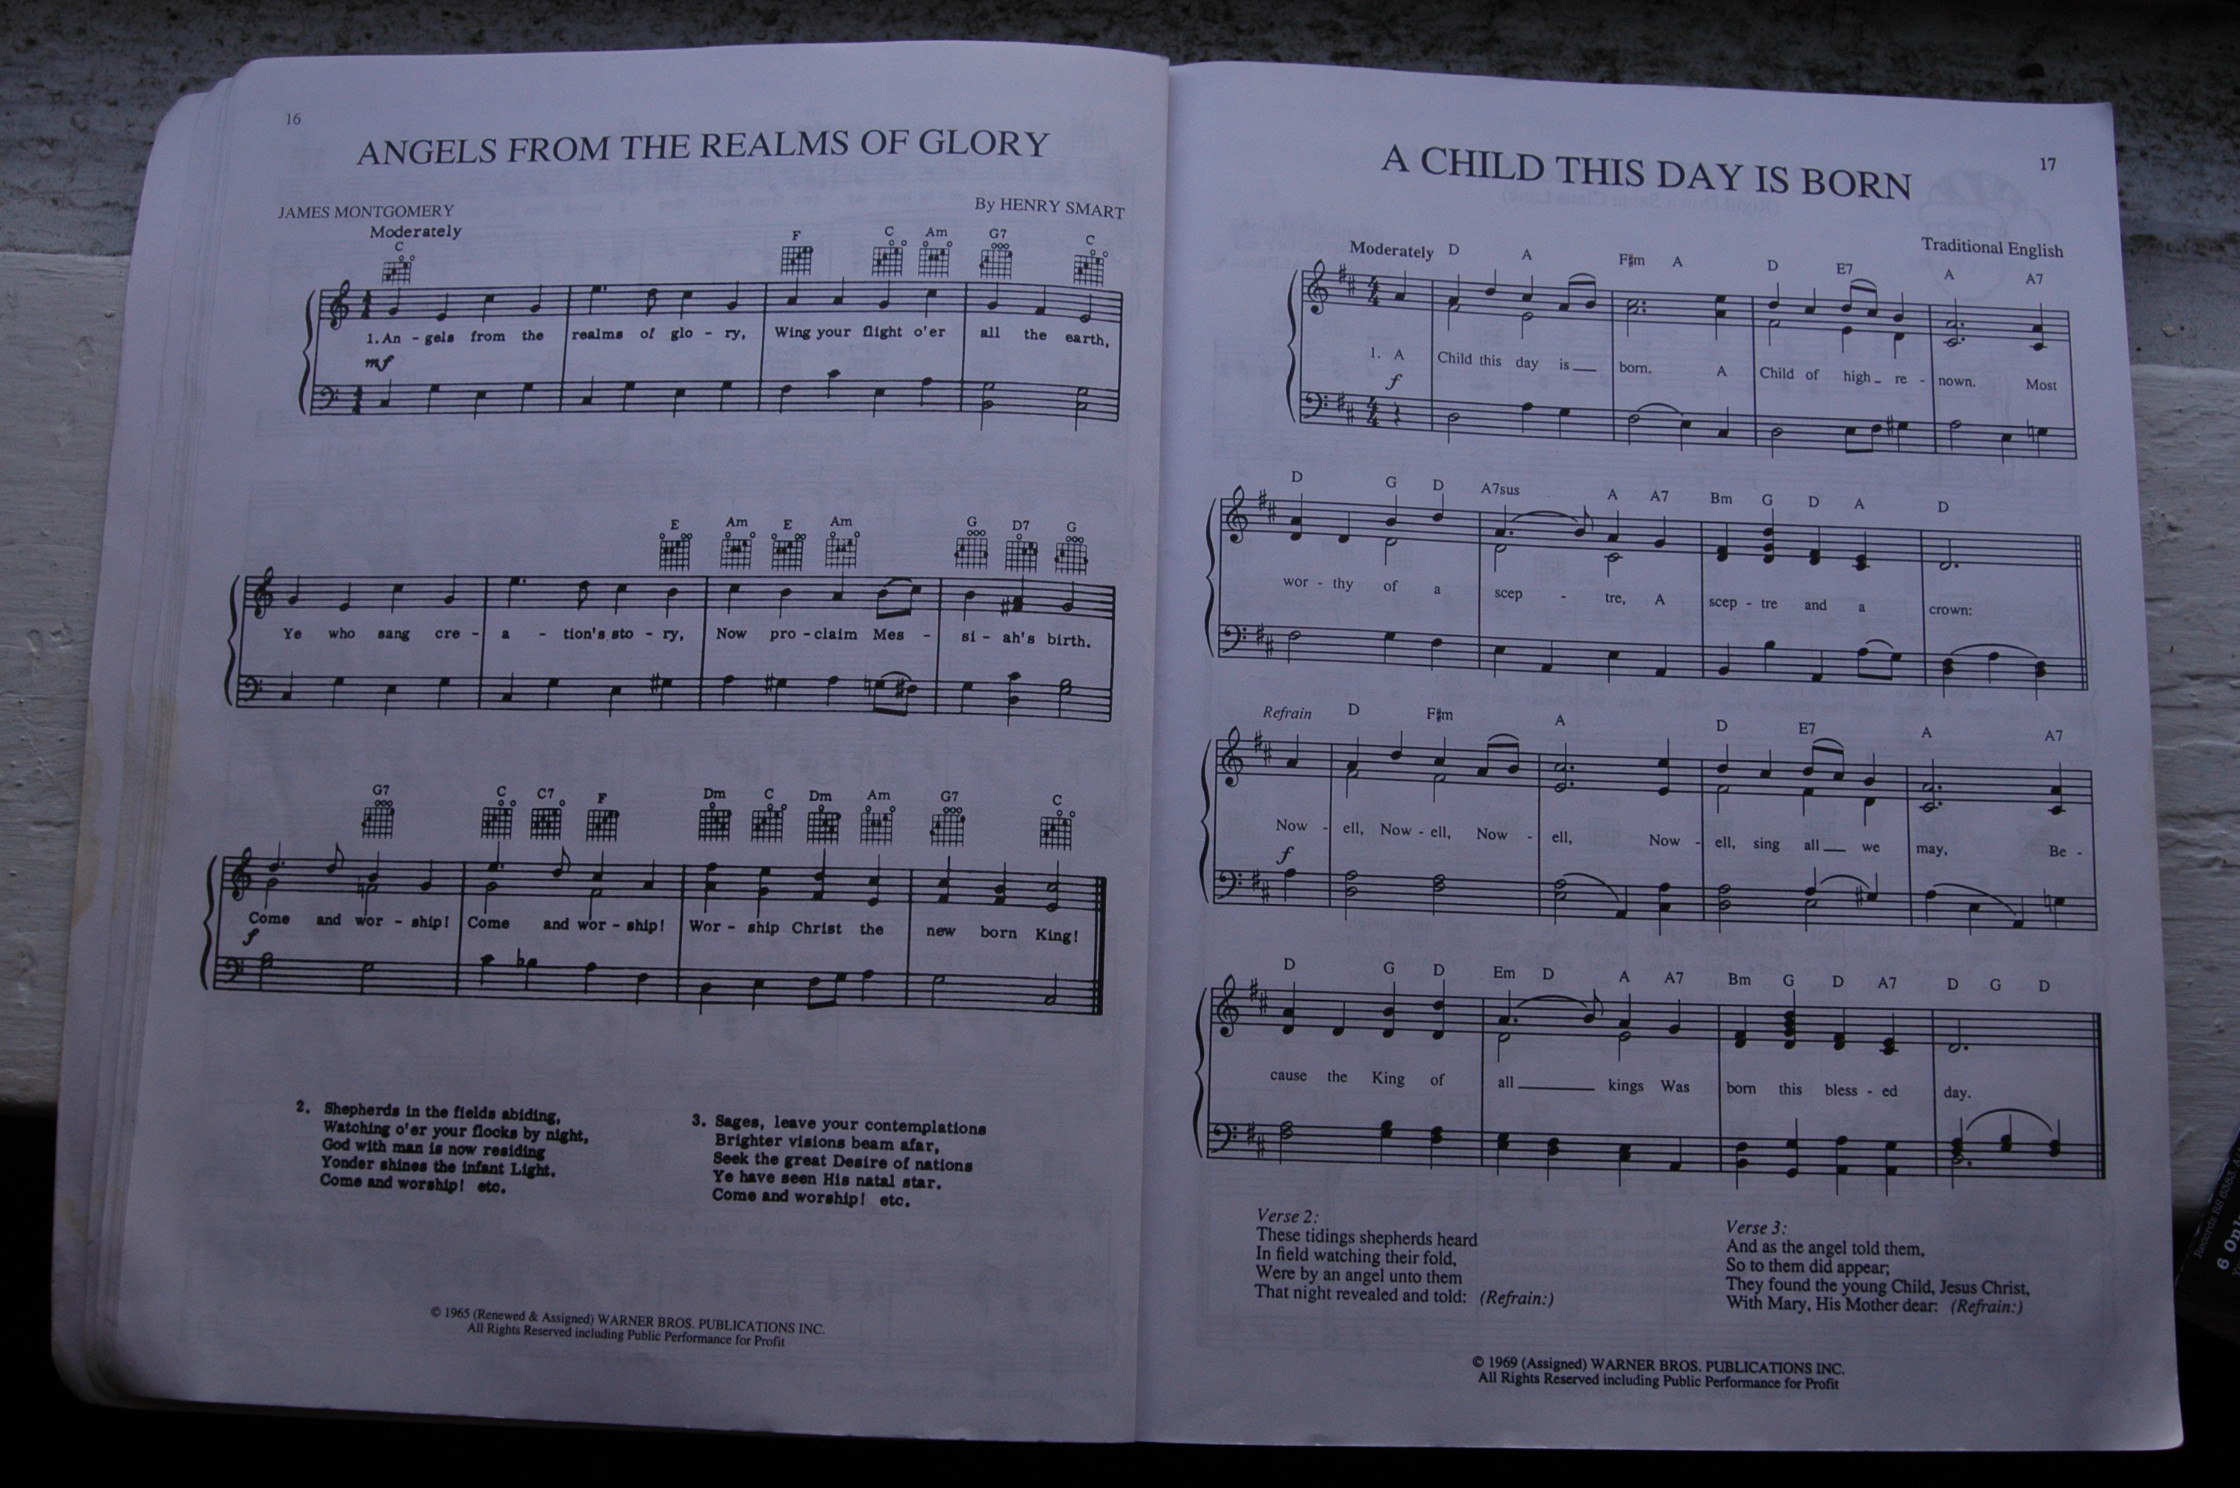 16
ANGELS FROM THE REALMS OF GLORY
JAMES MONTGOMERY
By HENRY SMART
Moderately
C F C Am G7 C
1. An - gels from the realms of glo - ry, Wing your flight o'er all the earth,
mf
E Am E Am G D7 G
Ye who sang cre - a - tion's sto - ry, Now pro - claim Mes - si - ah's birth.
G7 C C7 F Dm C Dm Am G7 C
Come and wor - ship! Come and wor - ship! Wor - ship Christ the new born King!
f
2. Shepherds in the fields abiding,
Watching o'er your flocks by night,
God with man is now residing
Yonder shines the infant Light.
Come and worship! etc.
3. Sages, leave your contemplations
Brighter visions beam afar,
Seek the great Desire of nations
Ye have seen His natal star.
Come and worship! etc.
© 1965 (Renewed & Assigned) WARNER BROS. PUBLICATIONS INC.
All Rights Reserved including Public Performance for Profit
17
A CHILD THIS DAY IS BORN
Traditional English
Moderately D A F#m A D E7 A A7
1. A Child this day is born. A Child of high re - nown. Most
f
D G D A7sus A A7 Bm G D A D
wor - thy of a scep - tre, A scep - tre and a crown:
Refrain D F#m A D E7 A A7
Now - ell, Now - ell, Now - ell, Now - ell, sing all we may, Be -
f
D G D Em D A A7 Bm G D A7 D G D
cause the King of all kings Was born this bless - ed day.
Verse 2:
These tidings shepherds heard
In field watching their fold,
Were by an angel unto them
That night revealed and told: (Refrain:)
Verse 3:
And as the angel told them,
So to them did appear;
They found the young Child, Jesus Christ,
With Mary, His Mother dear: (Refrain:)
© 1969 (Assigned) WARNER BROS. PUBLICATIONS INC.
All Rights Reserved including Public Performance for Profit